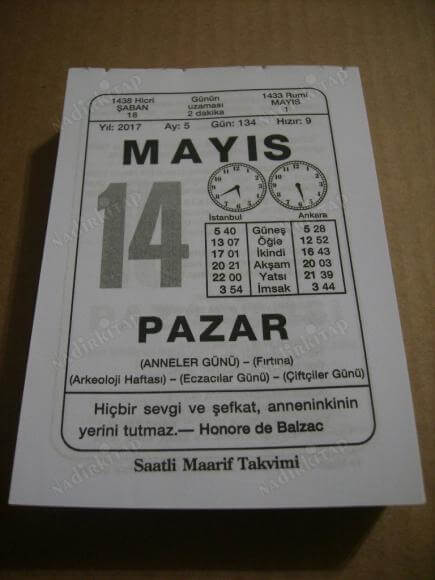 1438 Hicri
ŞABAN
18
Günün
uzaması
2 dakika
1433 Rumi
MAYIS
1
Yıl: 2017 Ay: 5 Gün: 134 Hızır: 9
MAYIS
14
İstanbul Ankara
5 40 Güneş 5 28
13 07 Öğle 12 52
17 01 İkindi 16 43
20 21 Akşam 20 03
22 00 Yatsı 21 39
3 54 İmsak 3 44
PAZAR
(ANNELER GÜNÜ) – (Fırtına)
(Arkeoloji Haftası) – (Eczacılar Günü) – (Çiftçiler Günü)
Hiçbir sevgi ve şefkat, anneninkinin
yerini tutmaz.— Honore de Balzac
Saatli Maarif Takvimi
NADİRKİTAP